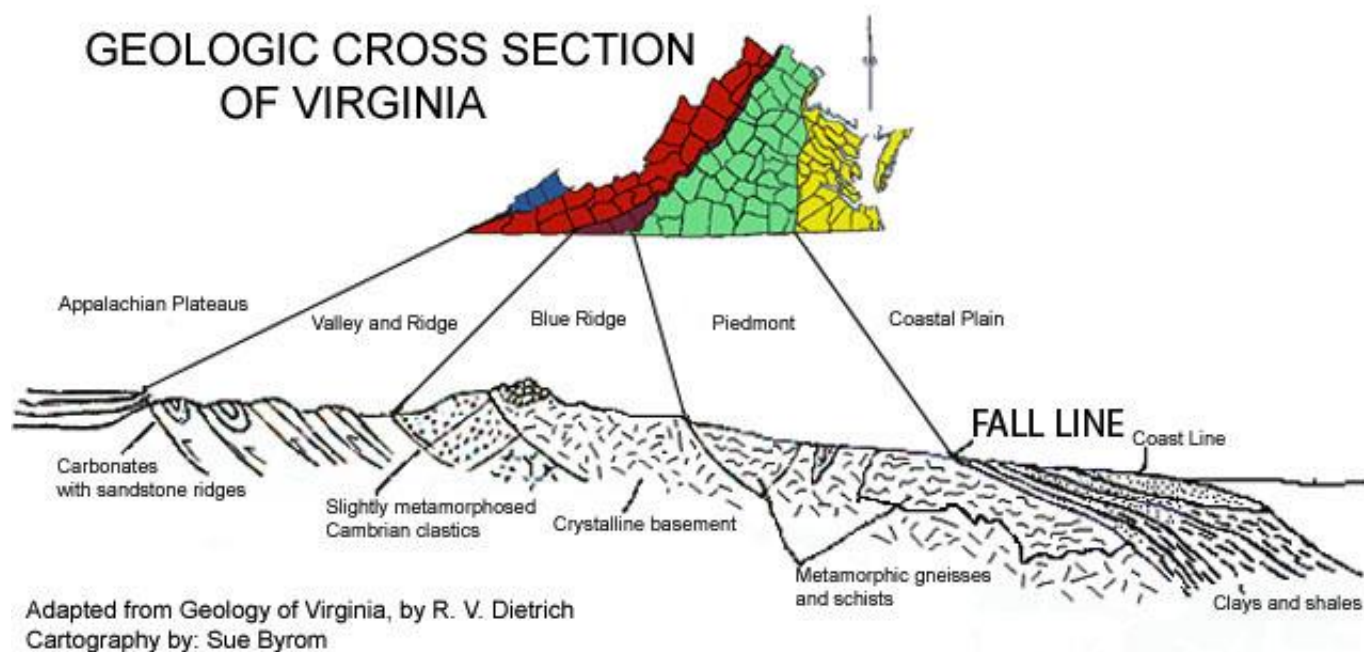 GEOLOGIC CROSS SECTION
OF VIRGINIA
Appalachian Plateaus
Valley and Ridge
Blue Ridge
Piedmont
Coastal Plain
FALL LINE
Coast Line
Carbonates
with sandstone ridges
Slightly metamorphosed
Cambrian clastics
Crystalline basement
Metamorphic gneisses
and schists
Clays and shales
Adapted from Geology of Virginia, by R. V. Dietrich
Cartography by: Sue Byrom